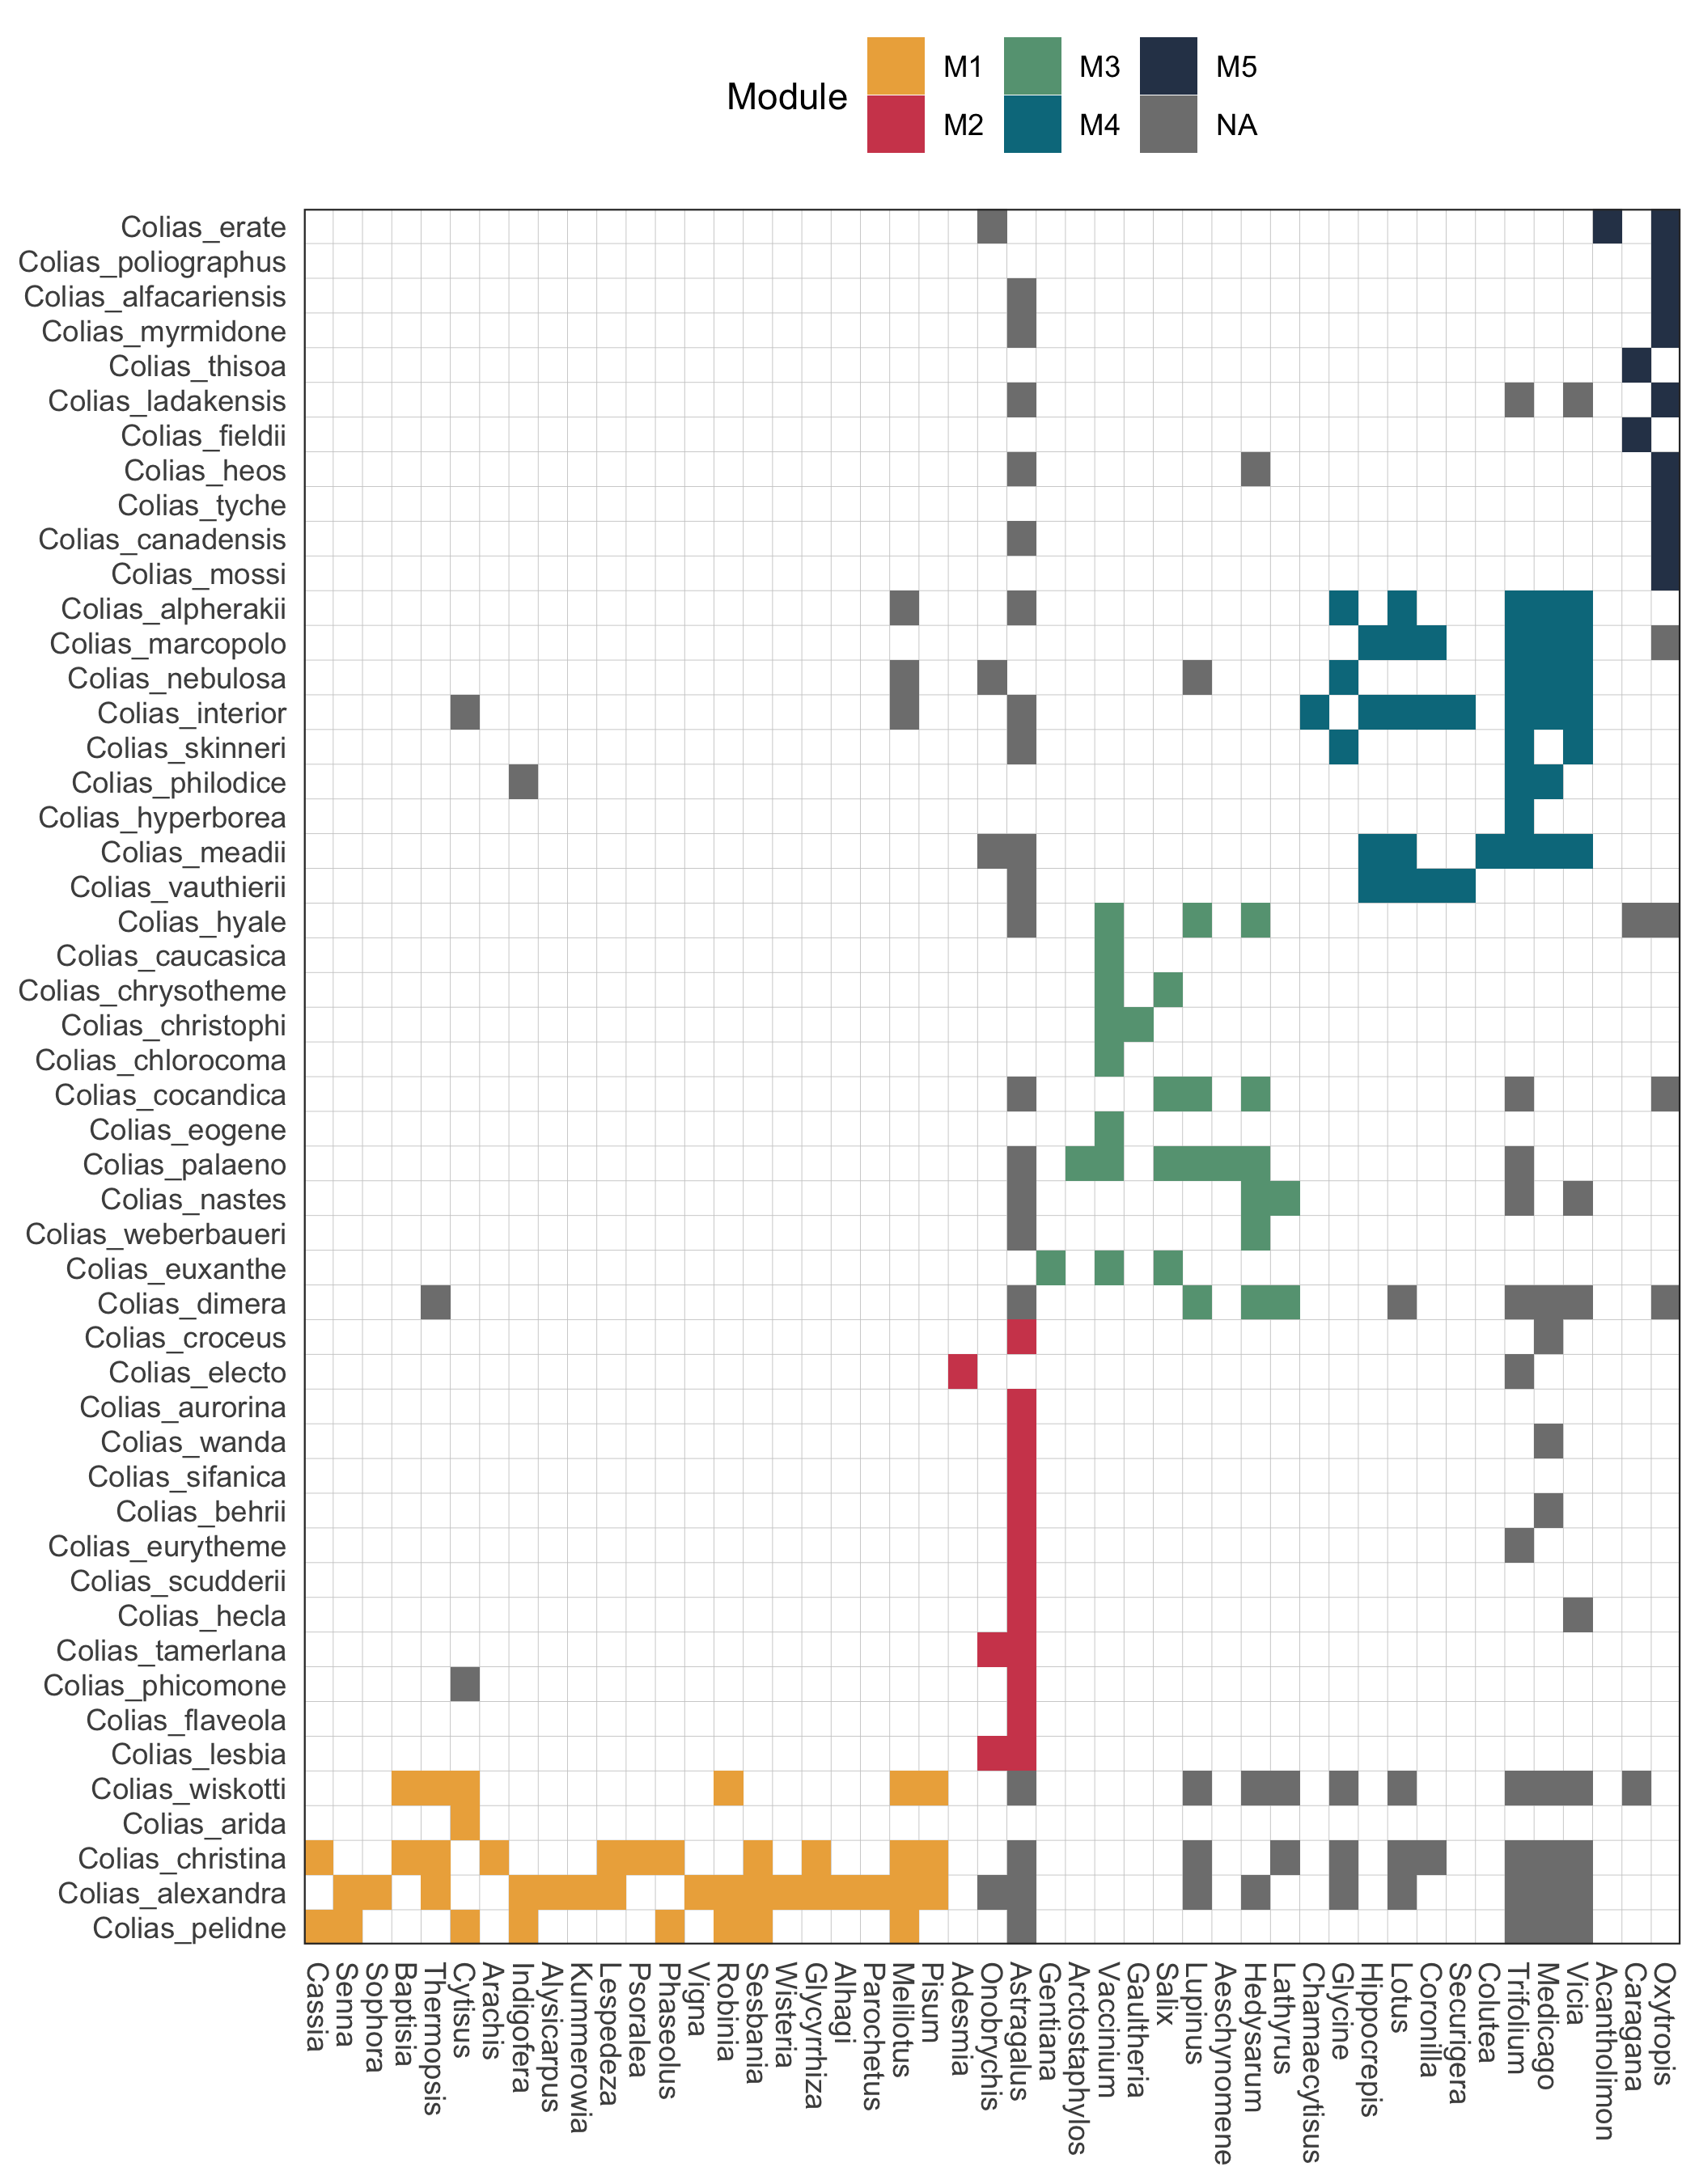 Module
M1
M2
M3
M4
M5
NA
Colias_erate
Colias_poliographus
Colias_alfacariensis
Colias_myrmidone
Colias_thisoa
Colias_ladakensis
Colias_fieldii
Colias_heos
Colias_tyche
Colias_canadensis
Colias_mossi
Colias_alpherakii
Colias_marcopolo
Colias_nebulosa
Colias_interior
Colias_skinneri
Colias_philodice
Colias_hyperborea
Colias_meadii
Colias_vauthierii
Colias_hyale
Colias_caucasica
Colias_chrysotheme
Colias_christophi
Colias_chlorocoma
Colias_cocandica
Colias_eogene
Colias_palaeno
Colias_nastes
Colias_weberbaueri
Colias_euxanthe
Colias_dimera
Colias_croceus
Colias_electo
Colias_aurorina
Colias_wanda
Colias_sifanica
Colias_behrii
Colias_eurytheme
Colias_scudderii
Colias_hecla
Colias_tamerlana
Colias_phicomone
Colias_flaveola
Colias_lesbia
Colias_wiskotti
Colias_arida
Colias_christina
Colias_alexandra
Colias_pelidne
Cassia
Senna
Sophora
Baptisia
Thermopsis
Cytisus
Arachis
Indigofera
Alysicarpus
Kummerowia
Lespedeza
Psoralea
Phaseolus
Vigna
Robinia
Sesbania
Wisteria
Glycyrrhiza
Alhagi
Parochetus
Melilotus
Pisum
Adesmia
Onobrychis
Astragalus
Gentiana
Arctostaphylos
Vaccinium
Gaultheria
Salix
Lupinus
Aeschynomene
Hedysarum
Lathyrus
Chamaecytisus
Glycine
Hippocrepis
Lotus
Coronilla
Securigera
Colutea
Trifolium
Medicago
Vicia
Acantholimon
Caragana
Oxytropis